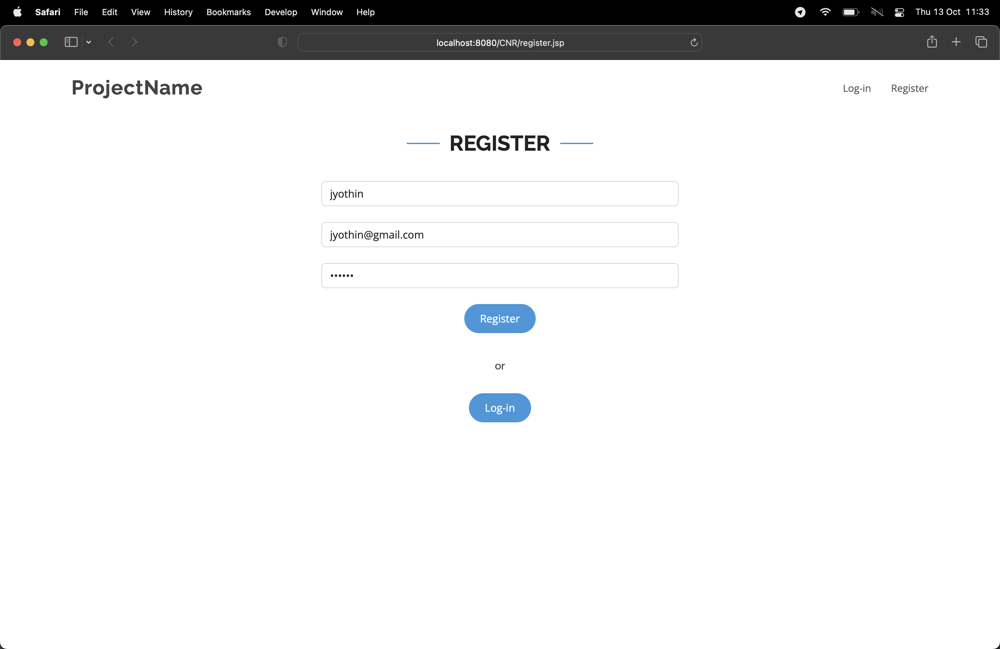 Safari File Edit View History Bookmarks Develop Window Help Thu 13 Oct 11:33
localhost:8080/CNR/register.jsp
ProjectName Log-in Register
REGISTER
jyothin
jyothin@gmail.com
••••••
Register
or
Log-in